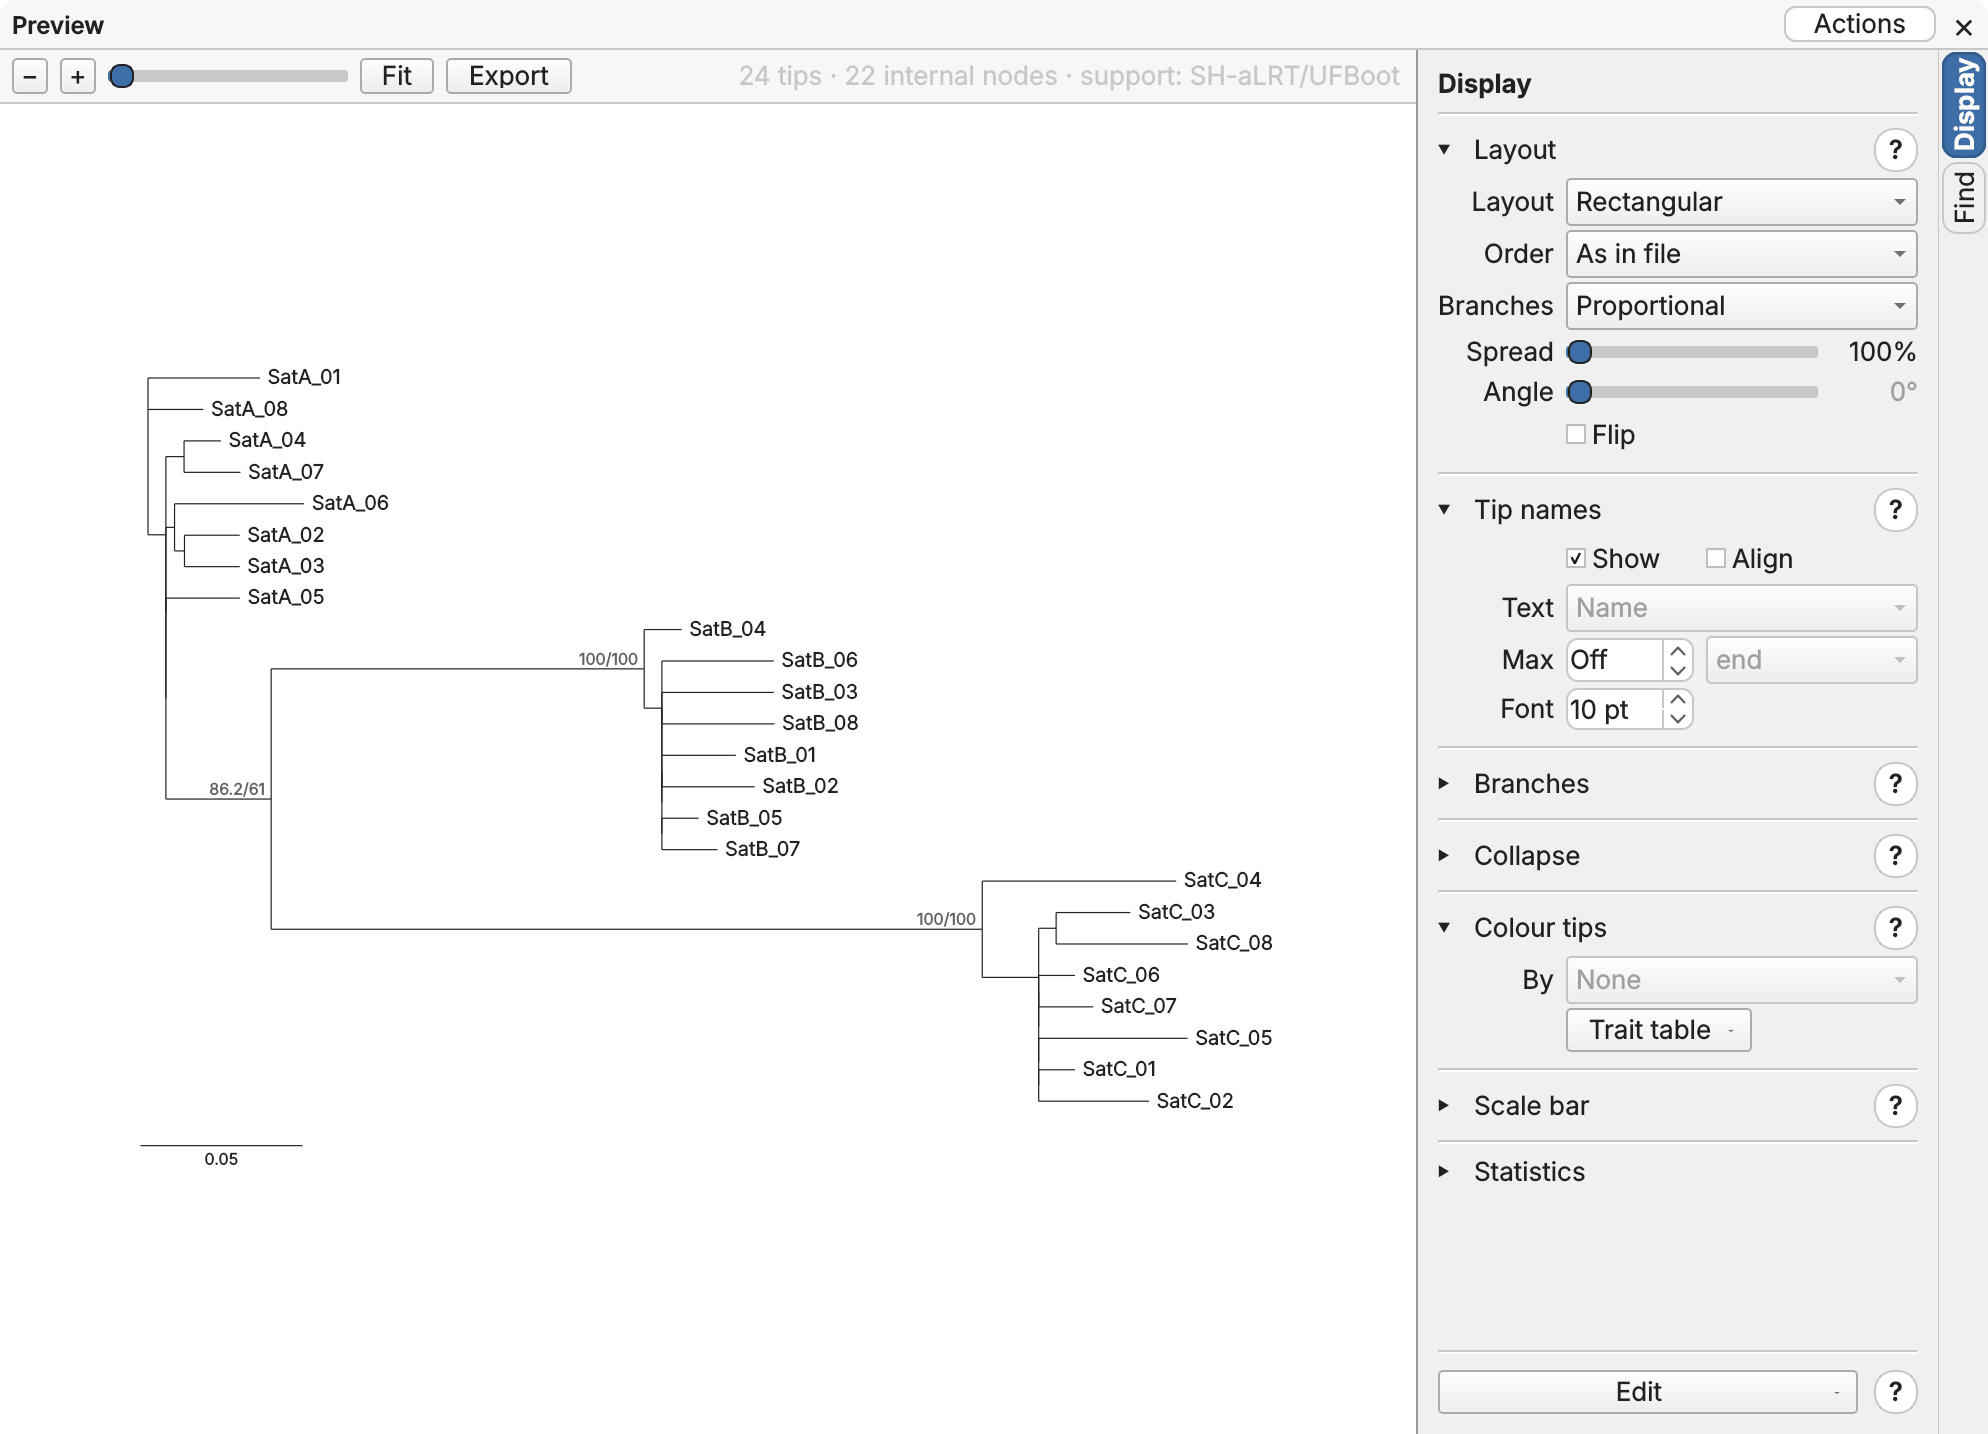 Preview
Actions
Fit
Export
24 tips · 22 internal nodes · support: SH-aLRT/UFBoot
SatA_01
SatA_08
SatA_04
SatA_07
SatA_06
SatA_02
SatA_03
SatA_05
SatB_04
100/100
SatB_06
SatB_03
SatB_08
SatB_01
SatB_02
86.2/61
SatB_05
SatB_07
SatC_04
SatC_03
100/100
SatC_08
SatC_06
SatC_07
SatC_05
SatC_01
SatC_02
0.05
Display
Layout ?
Layout Rectangular
Order As in file
Branches Proportional
Spread 100%
Angle 0°
Flip
Tip names ?
Show Align
Text Name
Max Off end
Font 10 pt
Branches ?
Collapse ?
Colour tips ?
By None
Trait table
Scale bar ?
Statistics
Edit ?
Display
Find